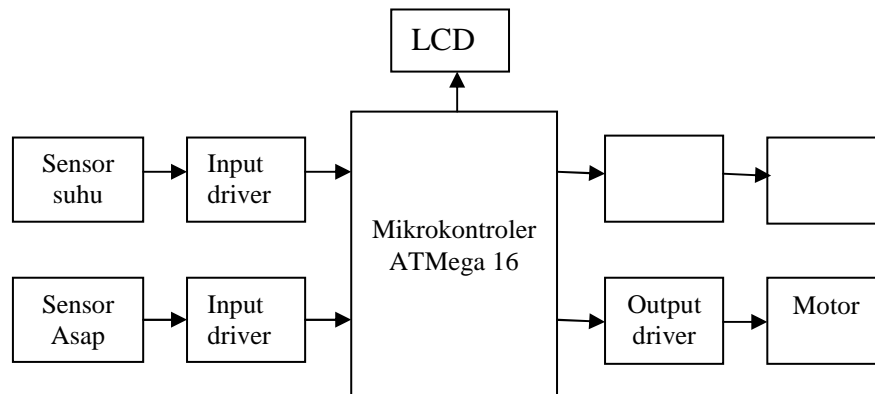 LCD
Sensor
suhu
Input
driver
Mikrokontroler
ATMega 16
Sensor
Asap
Input
driver
Output
driver
Motor